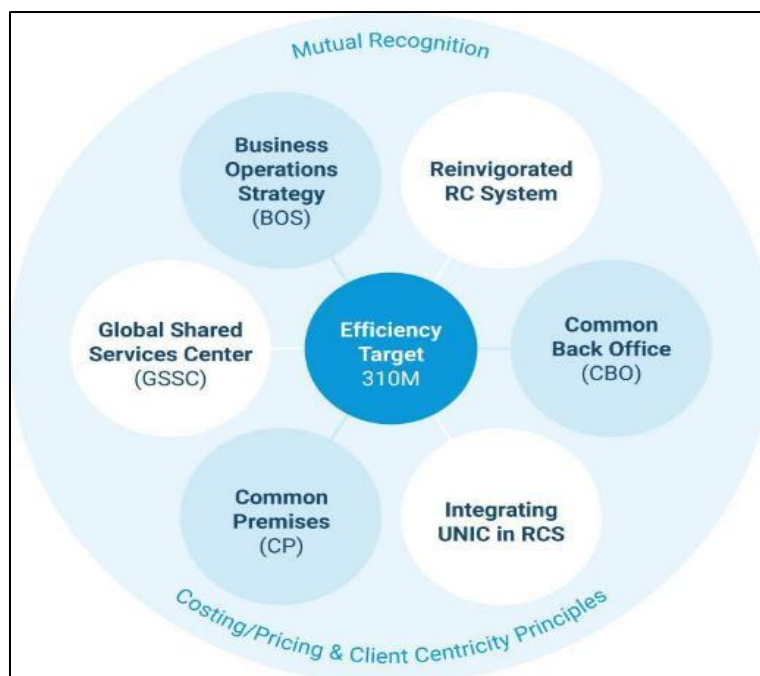 Mutual Recognition
Business
Operations
Strategy
(BOS)
Reinvigorated
RC System
Global Shared
Services Center
(GSSC)
Efficiency
Target
310M
Common
Back Office
(CBO)
Common
Premises
(CP)
Integrating
UNIC in RCS
Costing/Pricing & Client Centricity Principles